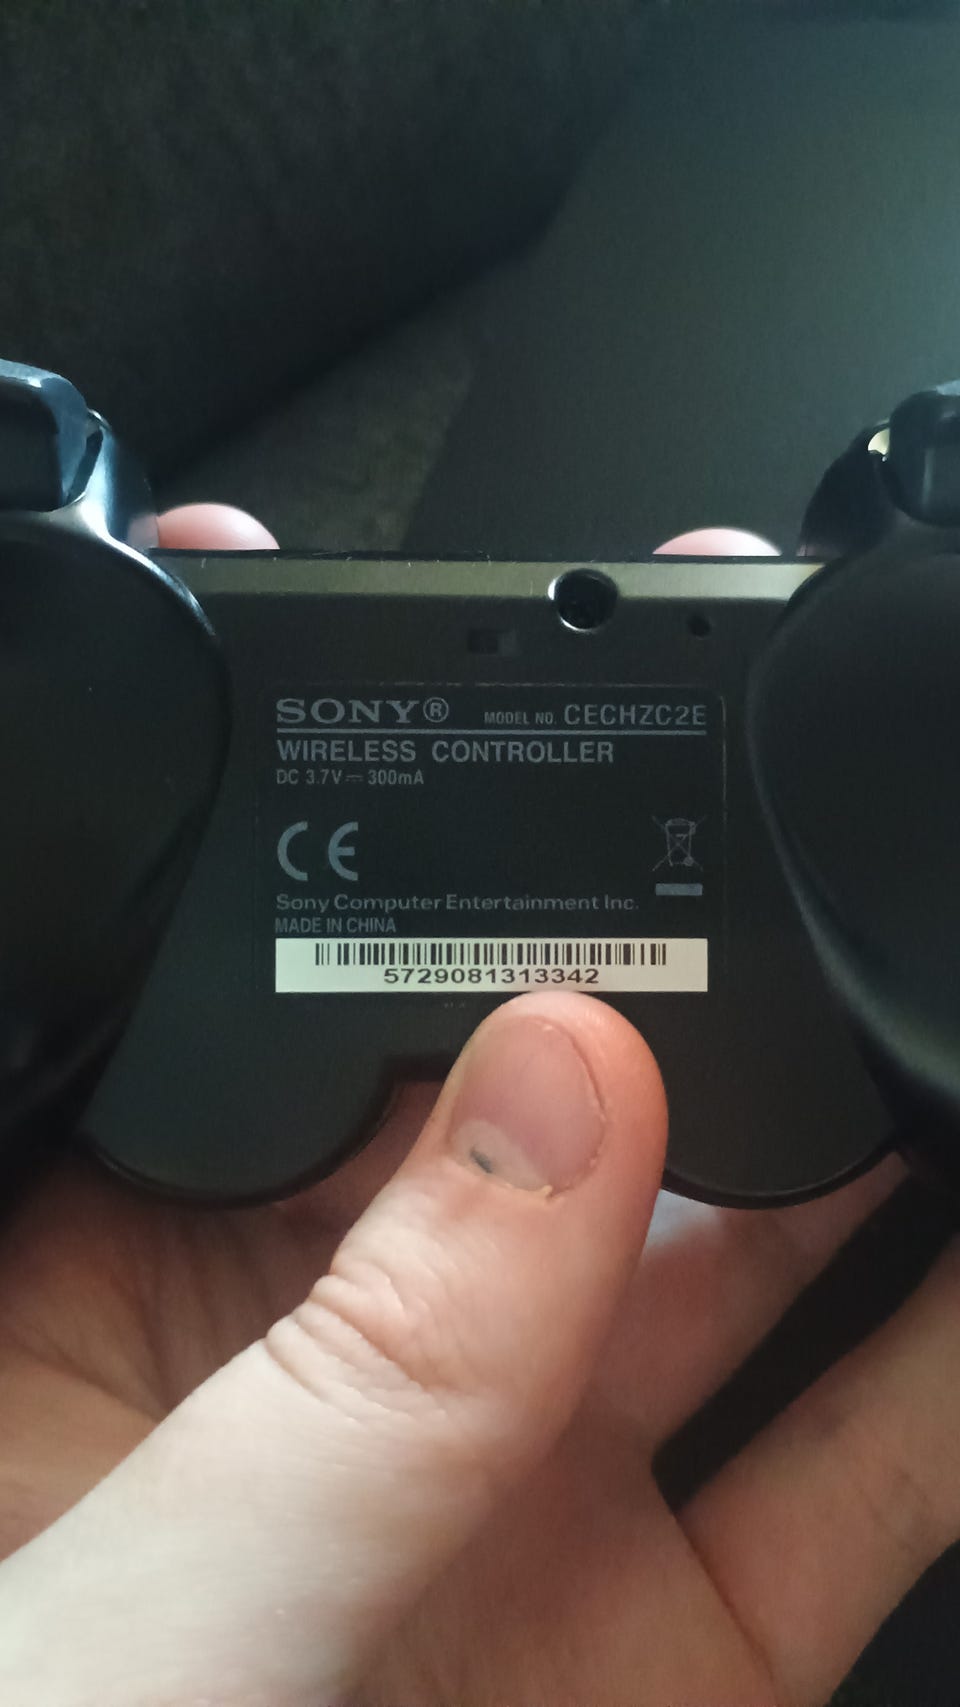 SONY® MODEL NO. CECHZC2E
WIRELESS CONTROLLER
DC 3.7V⎓300mA
CE
Sony Computer Entertainment Inc.
MADE IN CHINA
5729081313342